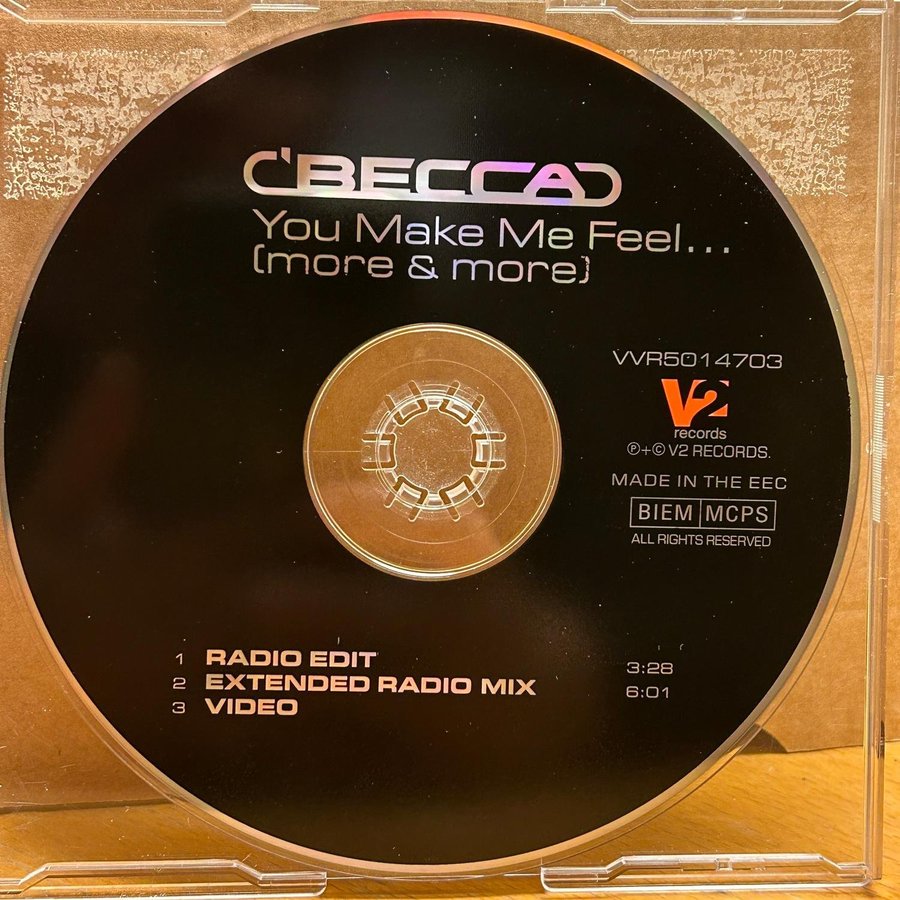 BECCA
You Make Me Feel...
(more & more)
VVR5014703
V2
records
℗+© V2 RECORDS.
MADE IN THE EEC
BIEM MCPS
ALL RIGHTS RESERVED
1 RADIO EDIT 3:28
2 EXTENDED RADIO MIX 6:01
3 VIDEO